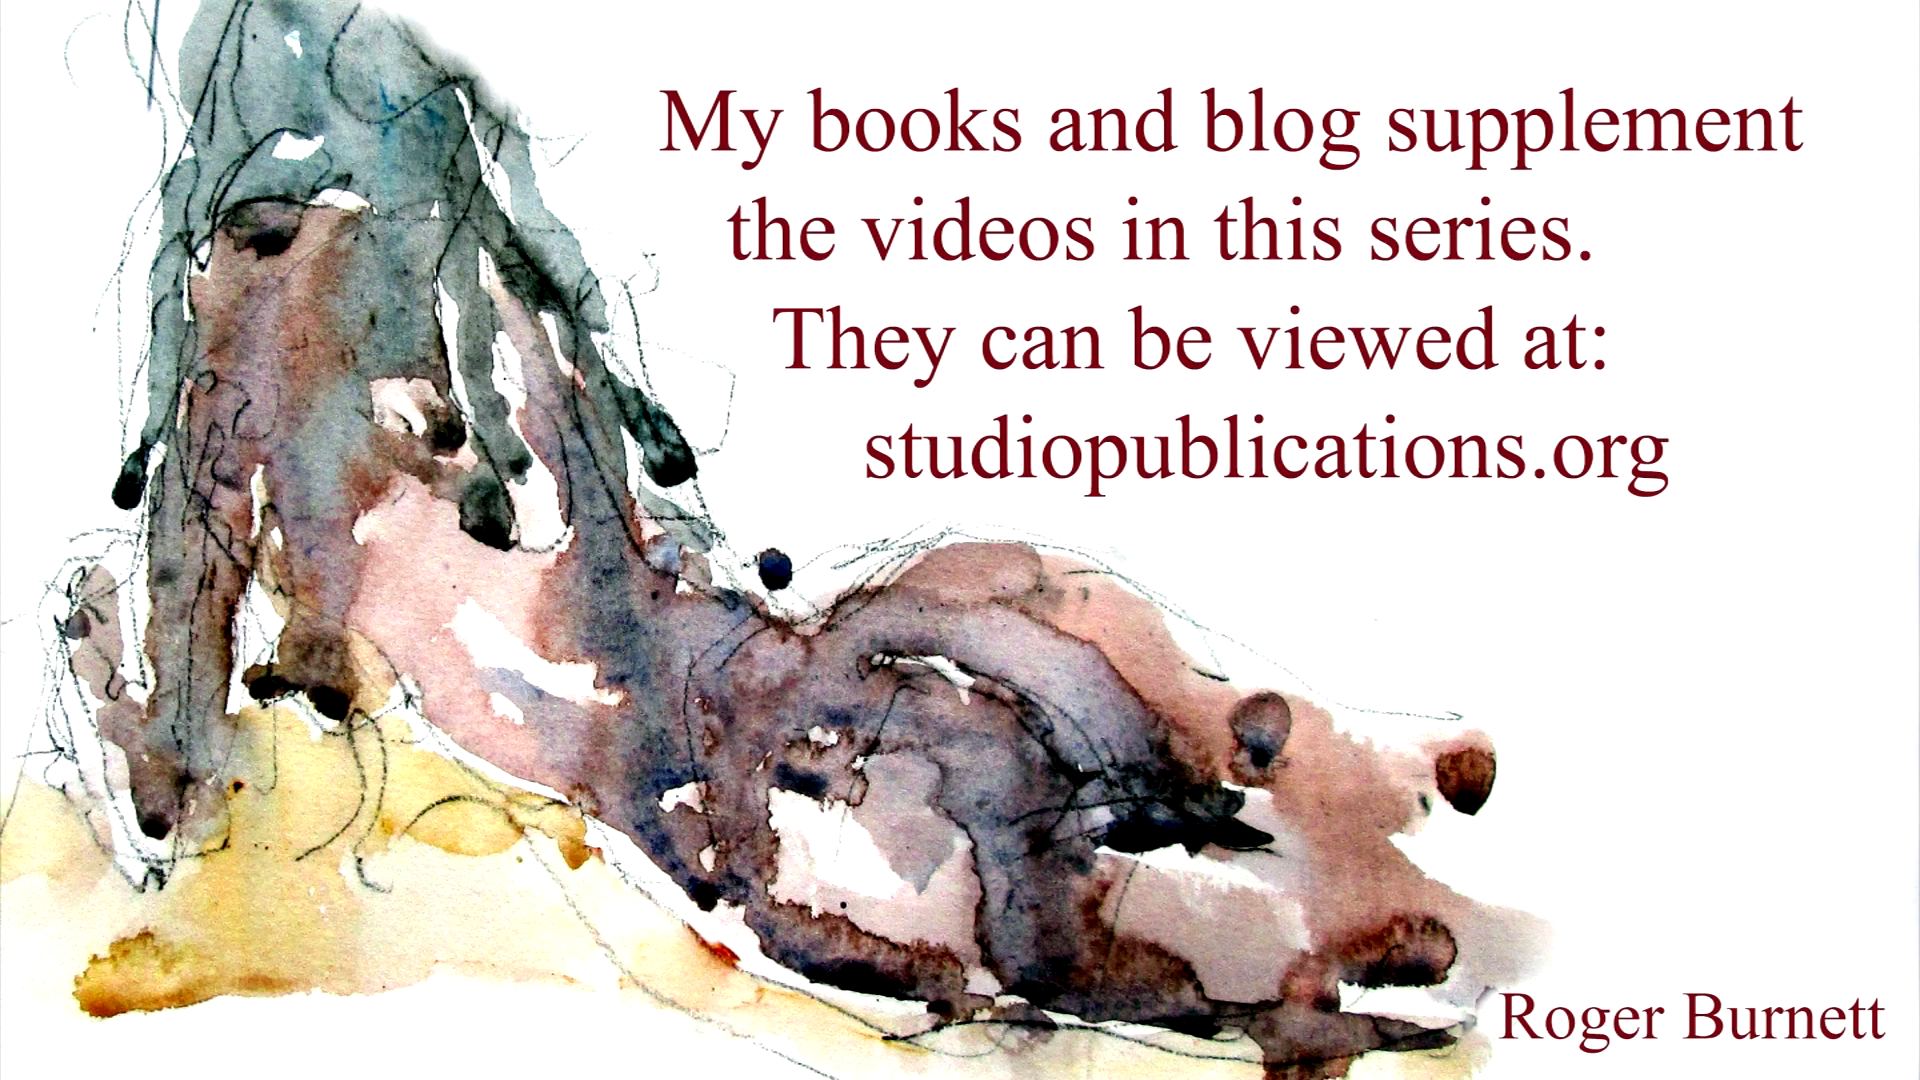 My books and blog supplement
the videos in this series.
They can be viewed at:
studiopublications.org
Roger Burnett